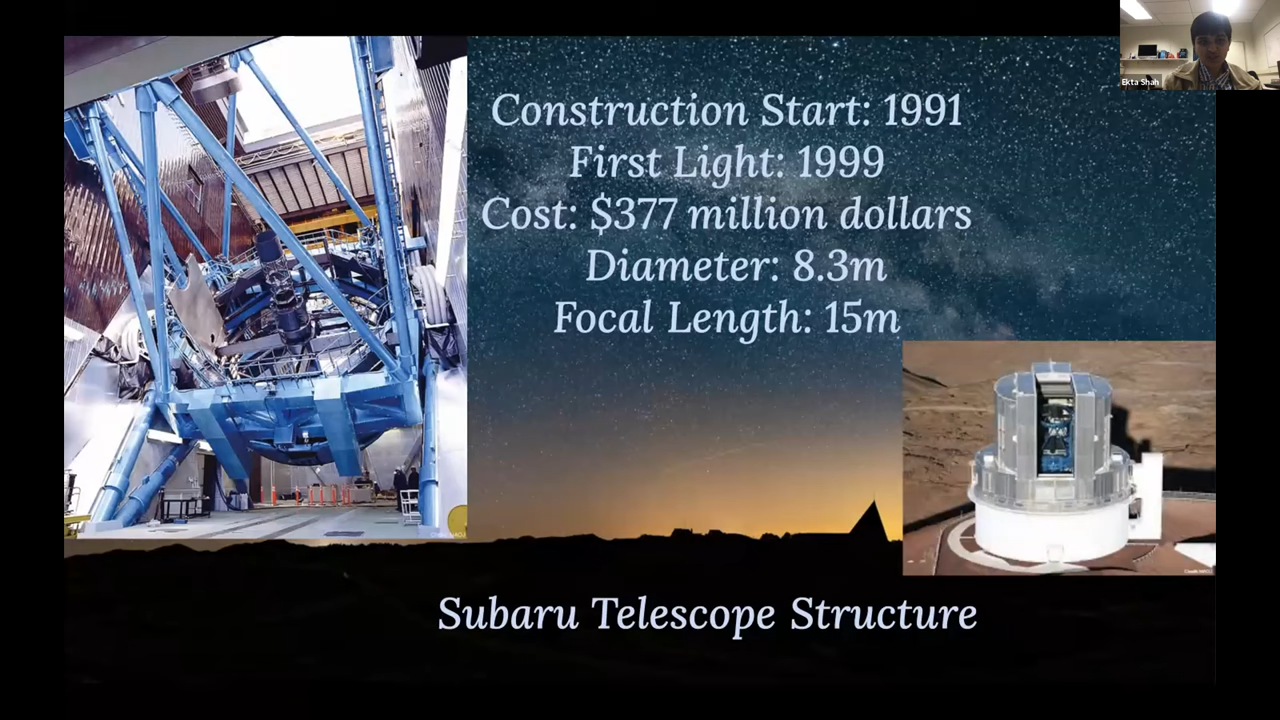 Ekta Shah
Construction Start: 1991
First Light: 1999
Cost: $377 million dollars
Diameter: 8.3m
Focal Length: 15m
Subaru Telescope Structure